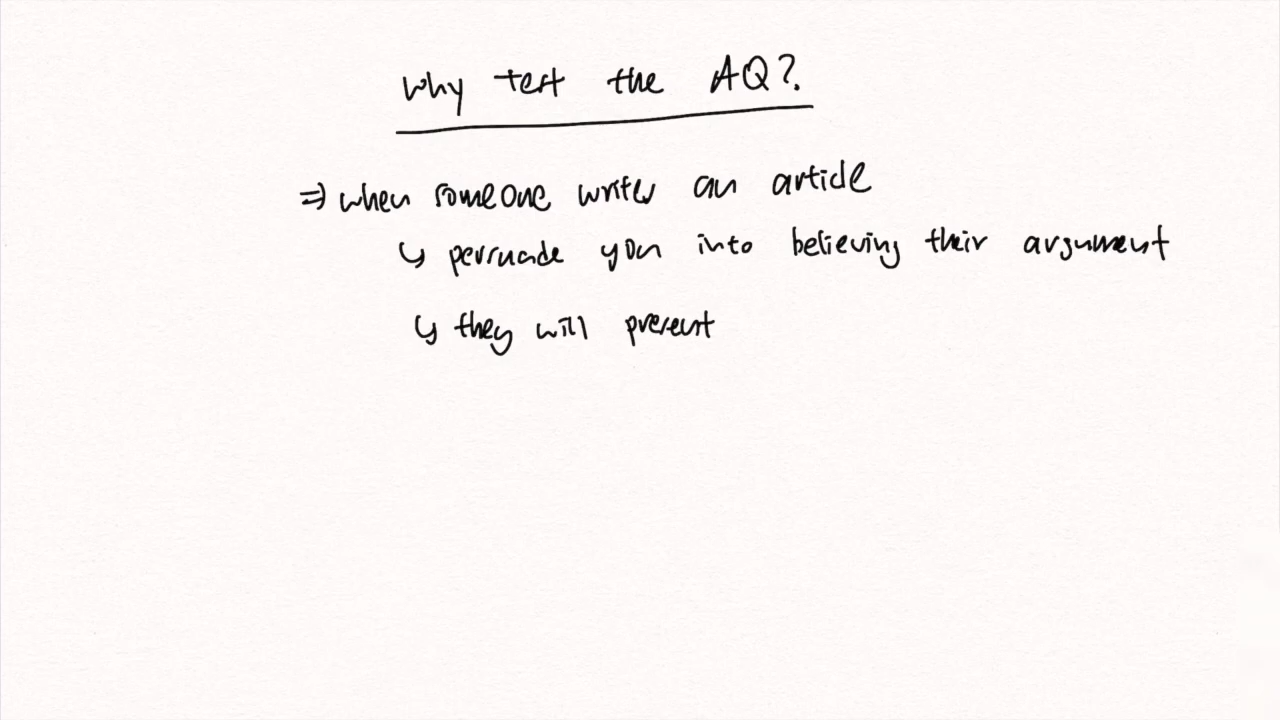 Why test the AQ?
⇒ when someone writes an article
↳ persuade you into believing their argument
↳ they will present